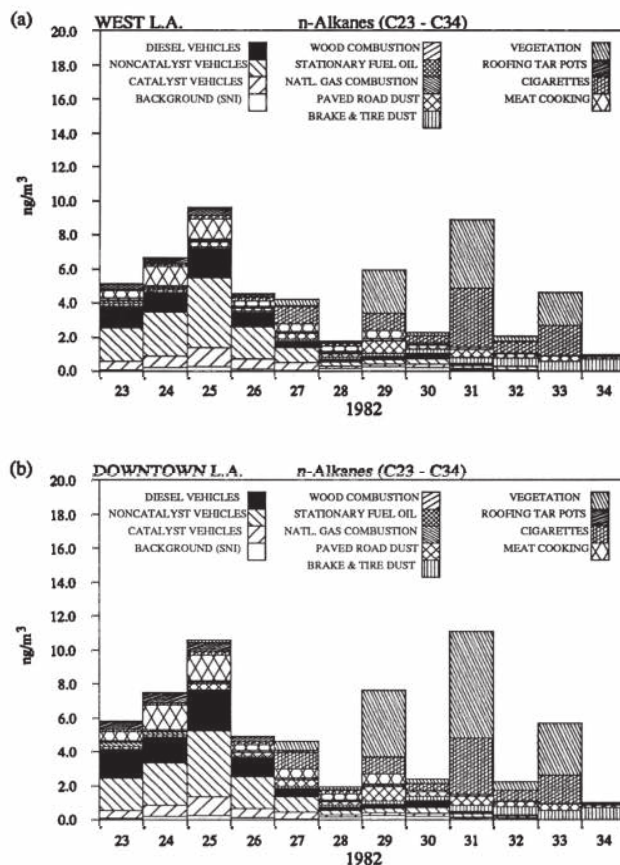 (a) WEST L.A. n-Alkanes (C23 - C34)
20.0
18.0
16.0
14.0
12.0
10.0
8.0
6.0
4.0
2.0
0.0
ng/m³
DIESEL VEHICLES
NONCATALYST VEHICLES
CATALYST VEHICLES
BACKGROUND (SNI)
WOOD COMBUSTION
STATIONARY FUEL OIL
NATL. GAS COMBUSTION
PAVED ROAD DUST
BRAKE & TIRE DUST
VEGETATION
ROOFING TAR POTS
CIGARETTES
MEAT COOKING
23 24 25 26 27 28 29 30 31 32 33 34
1982
(b) DOWNTOWN L.A. n-Alkanes (C23 - C34)
20.0
18.0
16.0
14.0
12.0
10.0
8.0
6.0
4.0
2.0
0.0
ng/m³
DIESEL VEHICLES
NONCATALYST VEHICLES
CATALYST VEHICLES
BACKGROUND (SNI)
WOOD COMBUSTION
STATIONARY FUEL OIL
NATL. GAS COMBUSTION
PAVED ROAD DUST
BRAKE & TIRE DUST
VEGETATION
ROOFING TAR POTS
CIGARETTES
MEAT COOKING
23 24 25 26 27 28 29 30 31 32 33 34
1982